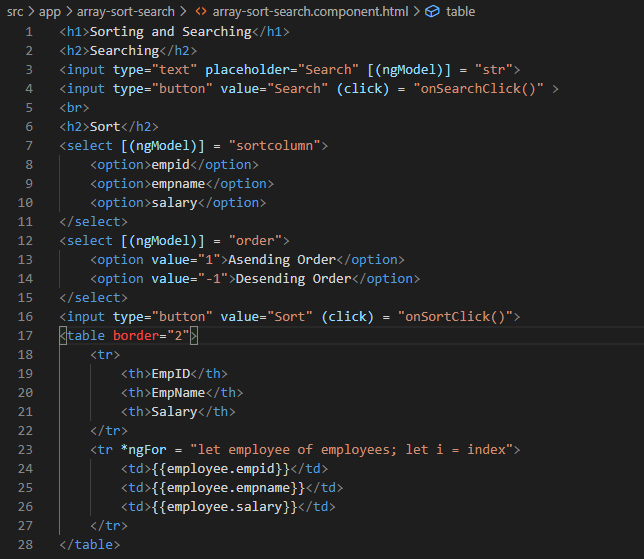 src > app > array-sort-search > <> array-sort-search.component.html > table
1 <h1>Sorting and Searching</h1>
2 <h2>Searching</h2>
3 <input type="text" placeholder="Search" [(ngModel)] = "str">
4 <input type="button" value="Search" (click) = "onSearchClick()" >
5 <br>
6 <h2>Sort</h2>
7 <select [(ngModel)] = "sortcolumn">
8     <option>empid</option>
9     <option>empname</option>
10     <option>salary</option>
11 </select>
12 <select [(ngModel)] = "order">
13     <option value="1">Asending Order</option>
14     <option value="-1">Desending Order</option>
15 </select>
16 <input type="button" value="Sort" (click) = "onSortClick()">
17 <table border="2">
18     <tr>
19         <th>EmpID</th>
20         <th>EmpName</th>
21         <th>Salary</th>
22     </tr>
23     <tr *ngFor = "let employee of employees; let i = index">
24         <td>{{employee.empid}}</td>
25         <td>{{employee.empname}}</td>
26         <td>{{employee.salary}}</td>
27     </tr>
28 </table>